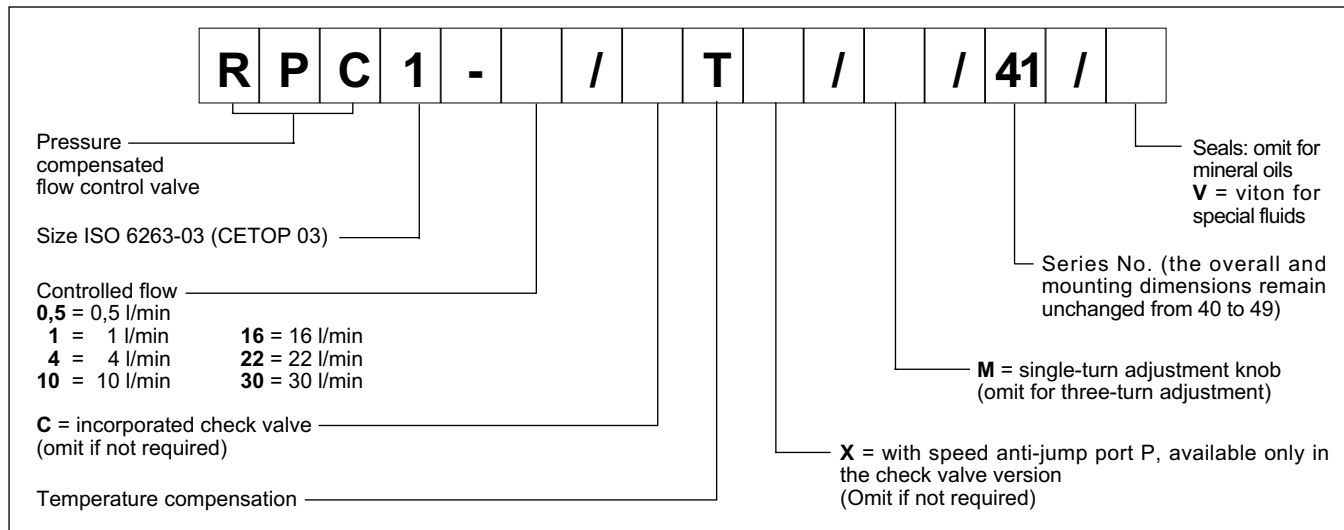 R P C 1 - / T / / 41 /
Pressure
compensated
flow control valve
Size ISO 6263-03 (CETOP 03)
Controlled flow
0,5 = 0,5 l/min
1 = 1 l/min 16 = 16 l/min
4 = 4 l/min 22 = 22 l/min
10 = 10 l/min 30 = 30 l/min
C = incorporated check valve
(omit if not required)
Temperature compensation
Seals: omit for
mineral oils
V = viton for
special fluids
Series No. (the overall and
mounting dimensions remain
unchanged from 40 to 49)
M = single-turn adjustment knob
(omit for three-turn adjustment)
X = with speed anti-jump port P, available only in
the check valve version
(Omit if not required)